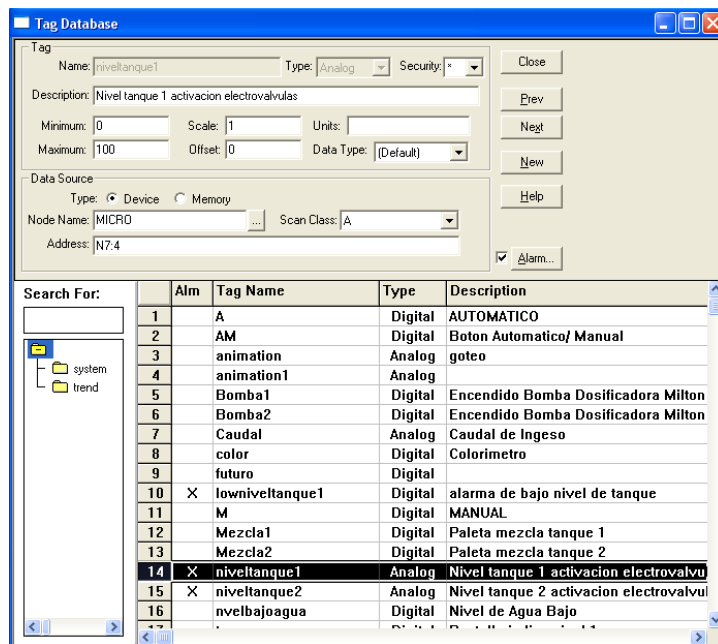 Tag Database
Tag
Name: niveltanque1 Type: Analog Security: *
Close
Description: Nivel tanque 1 activacion electrovalvulas
Prev
Minimum: 0 Scale: 1 Units:
Next
Maximum: 100 Offset: 0 Data Type: (Default)
New
Data Source
Type: Device Memory
Help
Node Name: MICRO ... Scan Class: A
Address: N7:4
Alarm...
Search For:
system
trend
Alm Tag Name Type Description
1 A Digital AUTOMATICO
2 AM Digital Boton Automatico/ Manual
3 animation Analog goteo
4 animation1 Analog
5 Bomba1 Digital Encendido Bomba Dosificadora Milton
6 Bomba2 Digital Encendido Bomba Dosificadora Milton
7 Caudal Analog Caudal de Ingeso
8 color Digital Colorimetro
9 futuro Digital
10 X lowniveltanque1 Digital alarma de bajo nivel de tanque
11 M Digital MANUAL
12 Mezcla1 Digital Paleta mezcla tanque 1
13 Mezcla2 Digital Paleta mezcla tanque 2
14 X niveltanque1 Analog Nivel tanque 1 activacion electrovalvu
15 X niveltanque2 Analog Nivel tanque 2 activacion electrovalvu
16 nvelbajoagua Digital Nivel de Agua Bajo